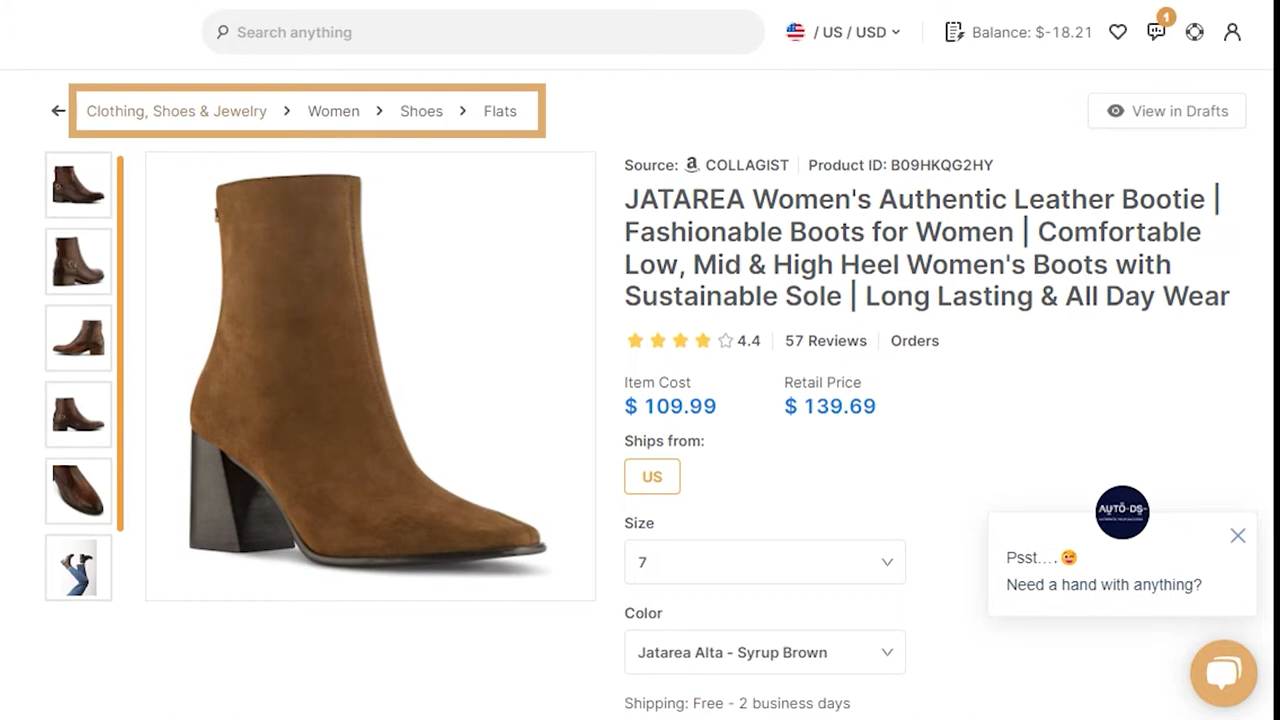 Search anything
/ US / USD
Balance: $-18.21
1
Clothing, Shoes & Jewelry > Women > Shoes > Flats
View in Drafts
Source: a COLLAGIST
Product ID: B09HKQG2HY
JATAREA Women's Authentic Leather Bootie |
Fashionable Boots for Women | Comfortable
Low, Mid & High Heel Women's Boots with
Sustainable Sole | Long Lasting & All Day Wear
4.4
57 Reviews
Orders
Item Cost
Retail Price
$ 109.99
$ 139.69
Ships from:
US
Size
7
Color
Jatarea Alta - Syrup Brown
Shipping: Free - 2 business days
AUTO-DS-
Psst....😉
Need a hand with anything?